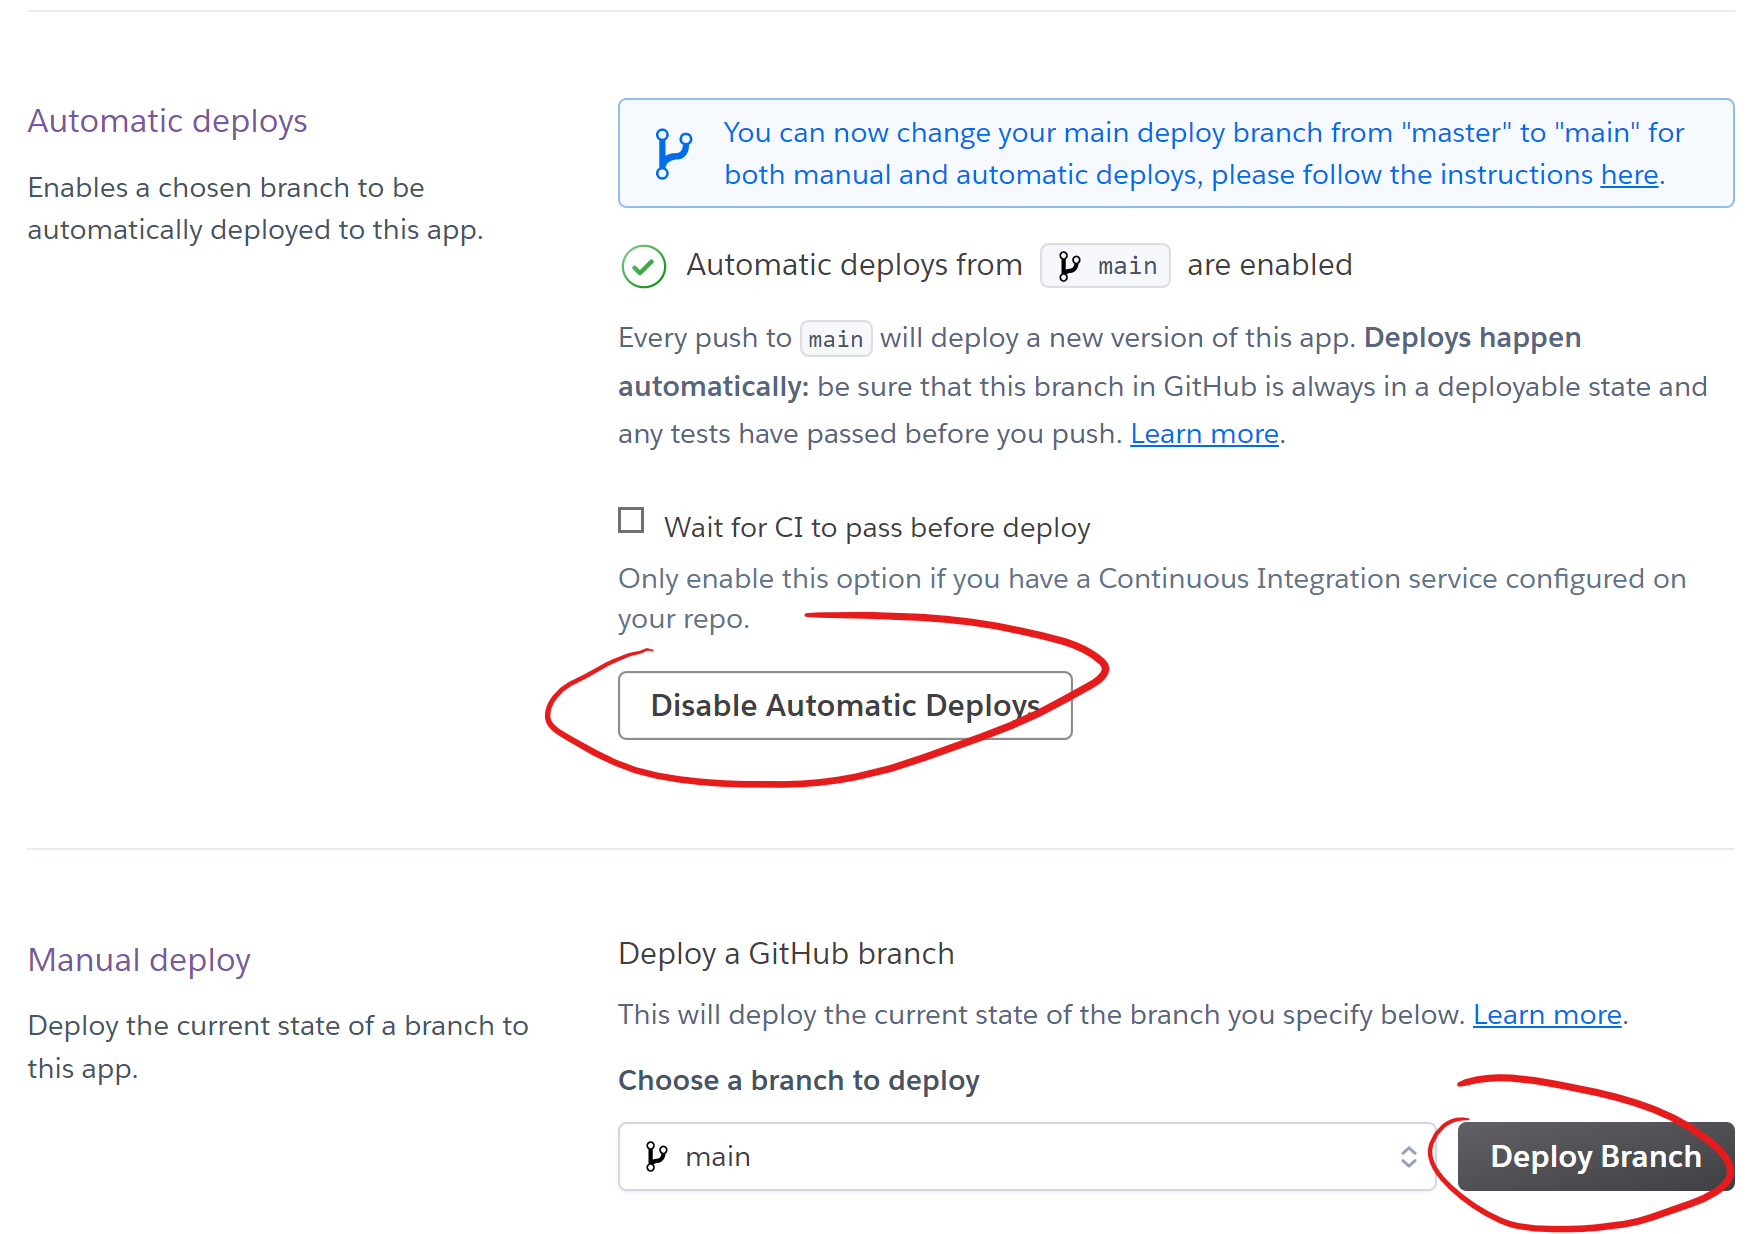 Automatic deploys
Enables a chosen branch to be
automatically deployed to this app.
You can now change your main deploy branch from "master" to "main" for
both manual and automatic deploys, please follow the instructions here.
Automatic deploys from main are enabled
Every push to main will deploy a new version of this app. Deploys happen
automatically: be sure that this branch in GitHub is always in a deployable state and
any tests have passed before you push. Learn more.
Wait for CI to pass before deploy
Only enable this option if you have a Continuous Integration service configured on
your repo.
Disable Automatic Deploys
Manual deploy
Deploy the current state of a branch to
this app.
Deploy a GitHub branch
This will deploy the current state of the branch you specify below. Learn more.
Choose a branch to deploy
main
Deploy Branch